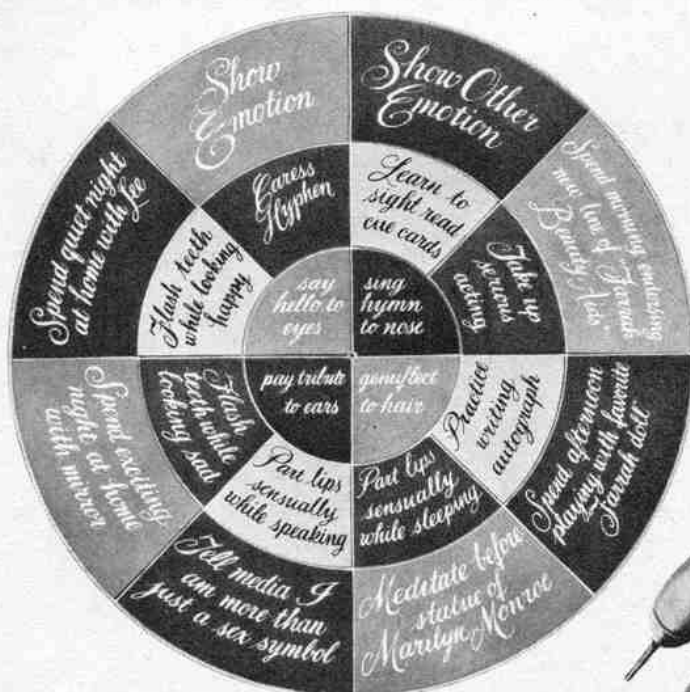 Show
Emotion
Show Other
Emotion
Spend morning endorsing
new line of "Farrah"
Beauty Aids
Spend afternoon
playing with favorite
Farrah doll
Meditate before
statue of
Marilyn Monroe
Tell media I
am more than
just a sex symbol
Spend exciting
night at home
with mirror
Spend quiet night
at home with Lee
Caress
Hyphen
Learn to
sight read
cue cards
Take up
serious
acting
Practice
writing
autograph
Part lips
sensually
while sleeping
Part lips
sensually
while speaking
Flash
teeth while
looking sad
Flash teeth
while looking
happy
say
hello to
eyes
sing
hymn
to nose
genuflect
to hair
pay tribute
to ears